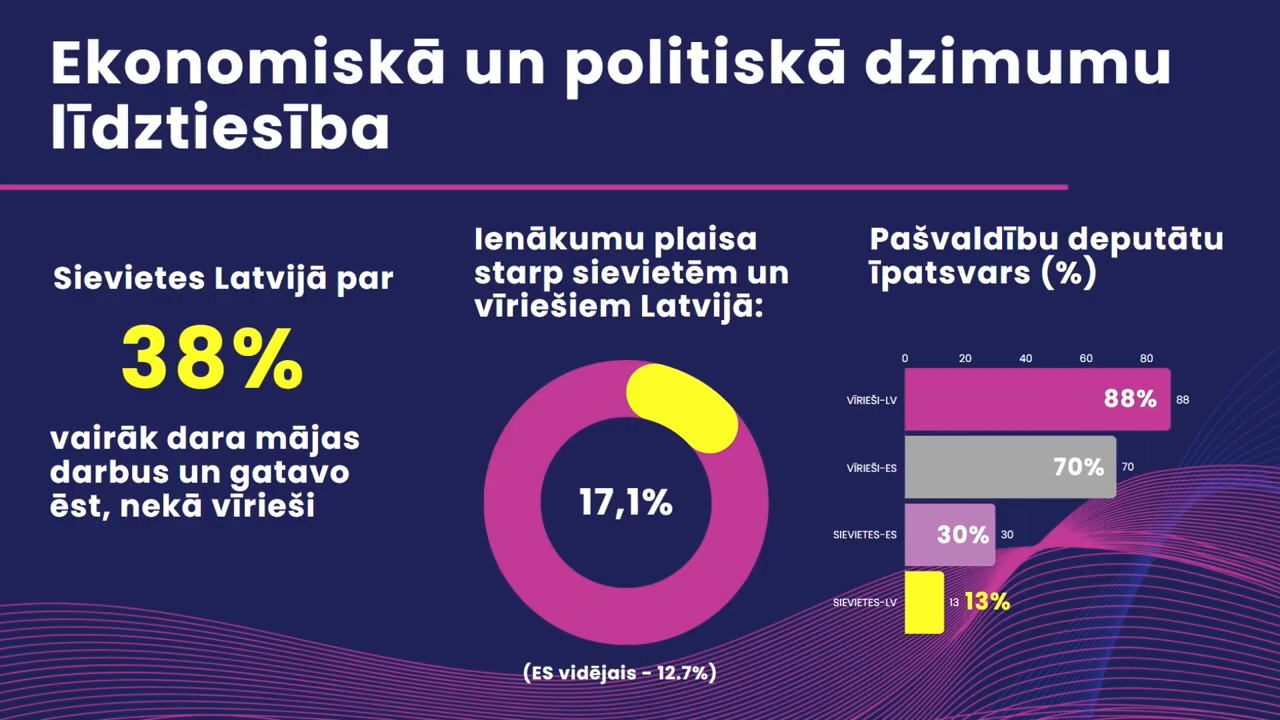 Ekonomiskā un politiskā dzimumu
līdztiesība
Sievietes Latvijā par
38%
vairāk dara mājas
darbus un gatavo
ēst, nekā vīrieši
Ienākumu plaisa
starp sievietēm un
vīriešiem Latvijā:
17,1%
(ES vidējais - 12.7%)
Pašvaldību deputātu
īpatsvars (%)
0 20 40 60 80
VĪRIEŠI-LV 88% 88
VĪRIEŠI-ES 70% 70
SIEVIETES-ES 30% 30
SIEVIETES-LV 13 13%